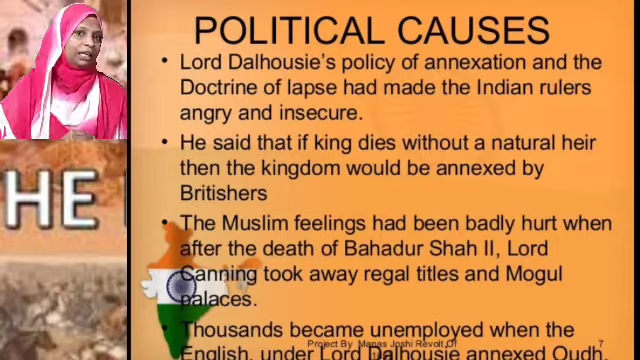 POLITICAL CAUSES
• Lord Dalhousie's policy of annexation and the
Doctrine of lapse had made the Indian rulers
angry and insecure.
• He said that if king dies without a natural heir
then the kingdom would be annexed by
Britishers
• The Muslim feelings had been badly hurt when
after the death of Bahadur Shah II, Lord
Canning took away regal titles and Mogul
palaces.
• Thousands became unemployed when the
English, under Lord Dalhousie annexed Oudh.
Project By Manas Joshi Revolt Of
7
HE